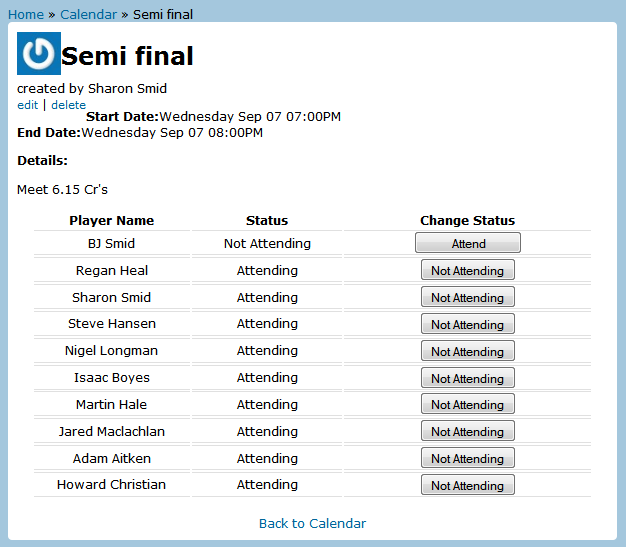 Home » Calendar » Semi final
Semi final
created by Sharon Smid
edit | delete
Start Date:Wednesday Sep 07 07:00PM
End Date:Wednesday Sep 07 08:00PM
Details:
Meet 6.15 Cr's
Player Name Status Change Status
BJ Smid Not Attending Attend
Regan Heal Attending Not Attending
Sharon Smid Attending Not Attending
Steve Hansen Attending Not Attending
Nigel Longman Attending Not Attending
Isaac Boyes Attending Not Attending
Martin Hale Attending Not Attending
Jared Maclachlan Attending Not Attending
Adam Aitken Attending Not Attending
Howard Christian Attending Not Attending
Back to Calendar